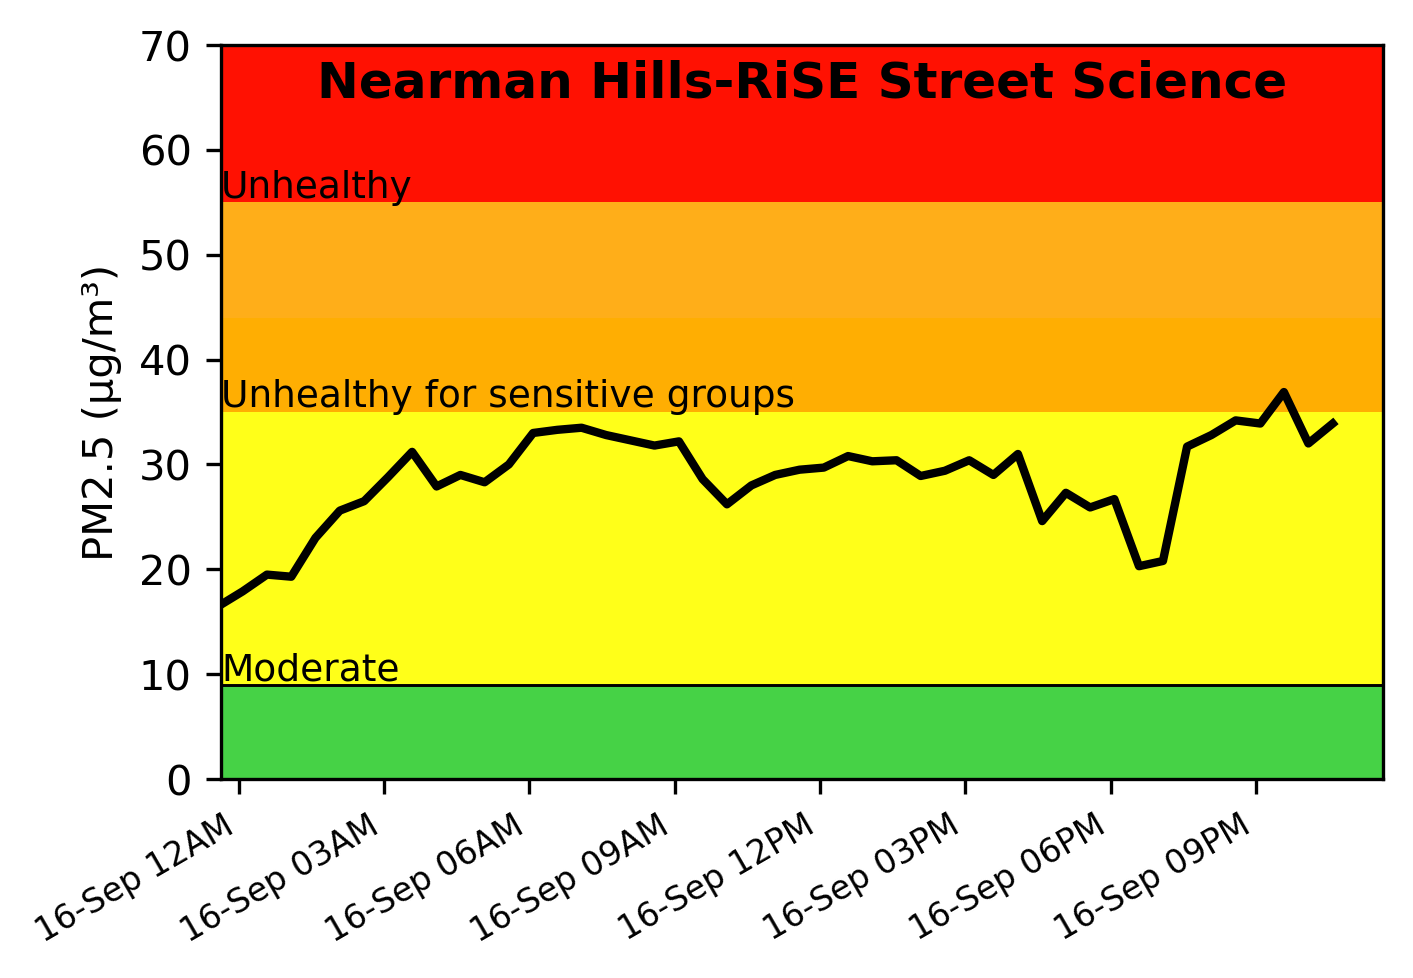 Nearman Hills-RiSE Street Science
70
60
50
40
30
20
10
0
PM2.5 (µg/m³)
Unhealthy
Unhealthy for sensitive groups
Moderate
16-Sep 12AM
16-Sep 03AM
16-Sep 06AM
16-Sep 09AM
16-Sep 12PM
16-Sep 03PM
16-Sep 06PM
16-Sep 09PM